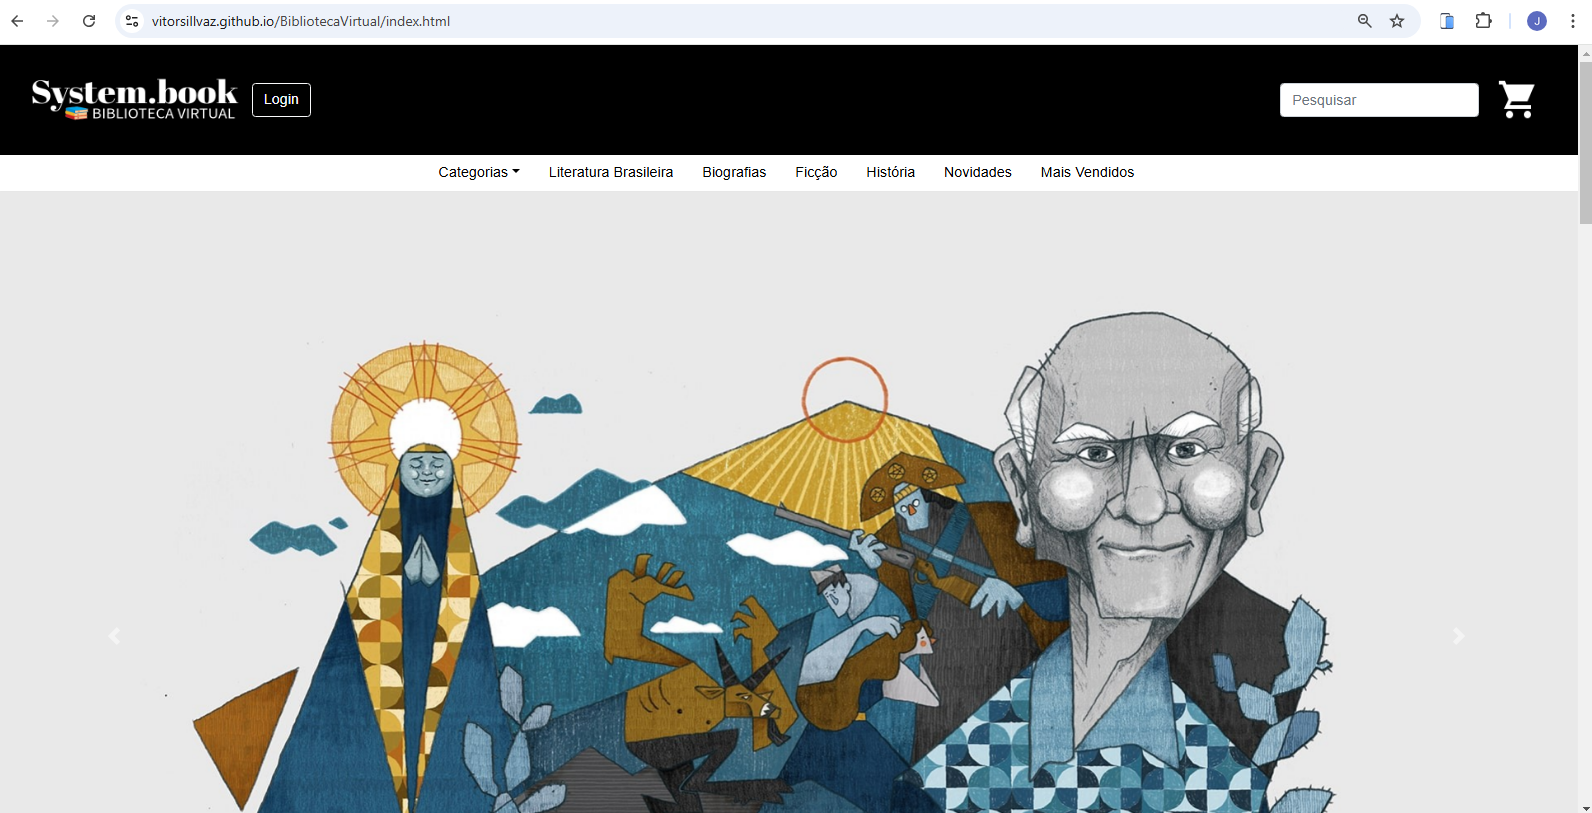 vitorsillvaz.github.io/BibliotecaVirtual/index.html
J
System.book
BIBLIOTECA VIRTUAL
Login
Pesquisar
Categorias
Literatura Brasileira
Biografias
Ficção
História
Novidades
Mais Vendidos